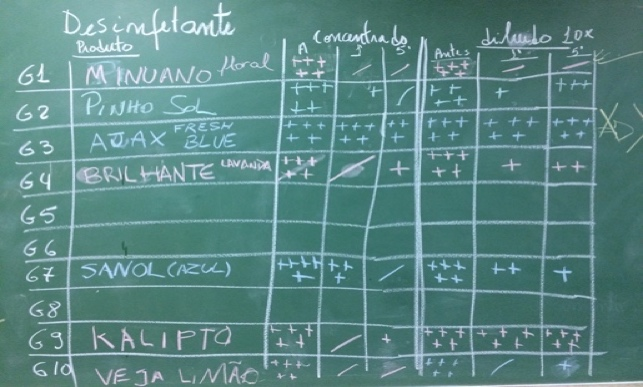 Desinfetante
Produto Concentrado diluido 10x
A 1' 5' Antes 1' 5'
G1 MINUANO floral +++ ++ / / +++ ++ / /
G2 PINHO SOL +++ ++ + / ++ ++ + +++
G3 AJAX FRESH BLUE +++ ++ +++ ++ ++ ++ +++ ++ +++ ++ +++ ++
G4 BRILHANTE LAVANDA +++ ++ / + +++ ++ + ++
G5
G6
G7 SANOL (AZUL) ++++ + ++ + / +++ ++ ++ +
G8
G9 KALIPTO +++ ++ / + +++ ++ +++ ++ +++ ++
G10 VEJA LIMÃO +++ ++ / / +++ ++ / +